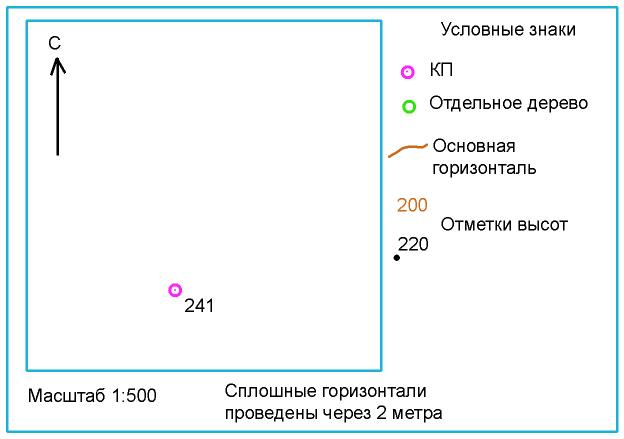 С
241
Условные знаки
КП
Отдельное дерево
Основная
горизонталь
200
Отметки высот
220
Масштаб 1:500
Сплошные горизонтали
проведены через 2 метра